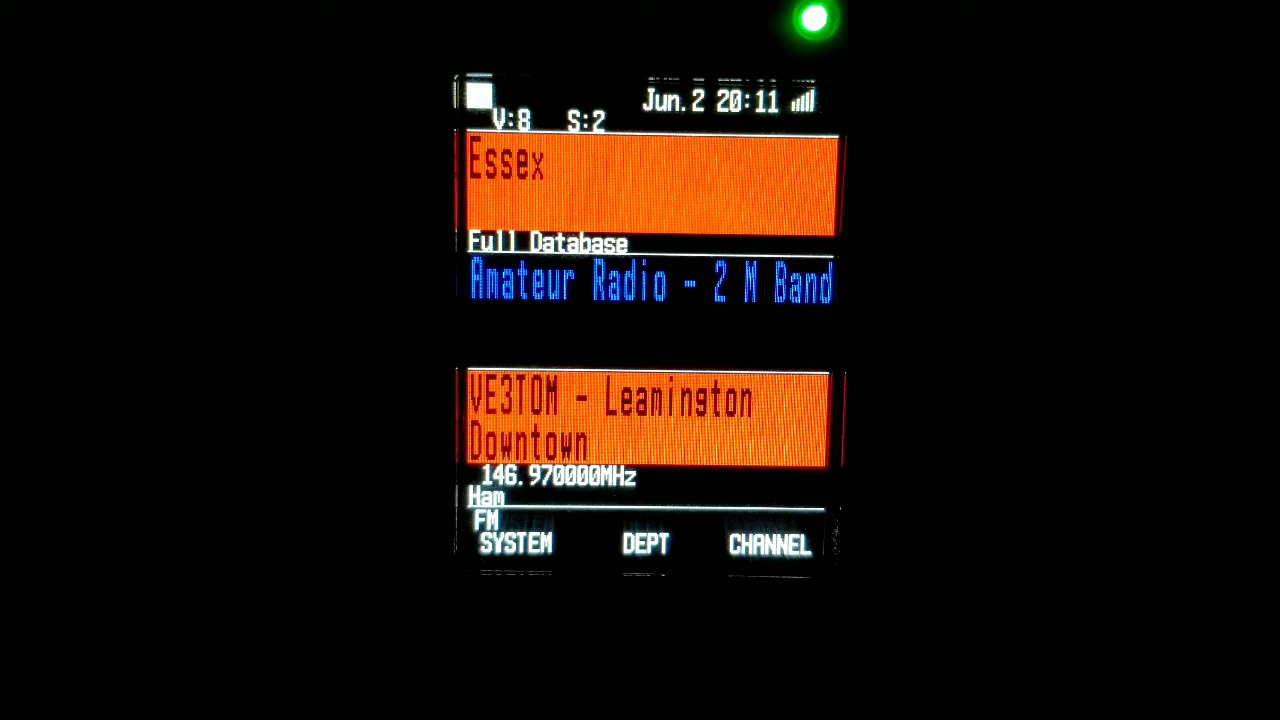 Jun. 2 20:11
V:8 S:2
Essex
Full Database
Amateur Radio - 2 M Band
VE3TOM - Leamington
Downtown
146.970000MHz
Ham
FM
SYSTEM DEPT CHANNEL